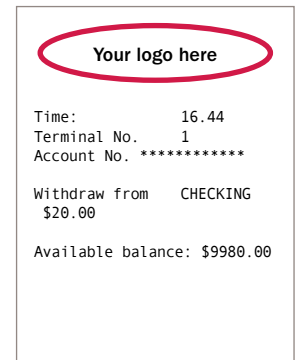 Your logo here
Time: 16.44
Terminal No. 1
Account No. ************
Withdraw from CHECKING
$20.00
Available balance: $9980.00